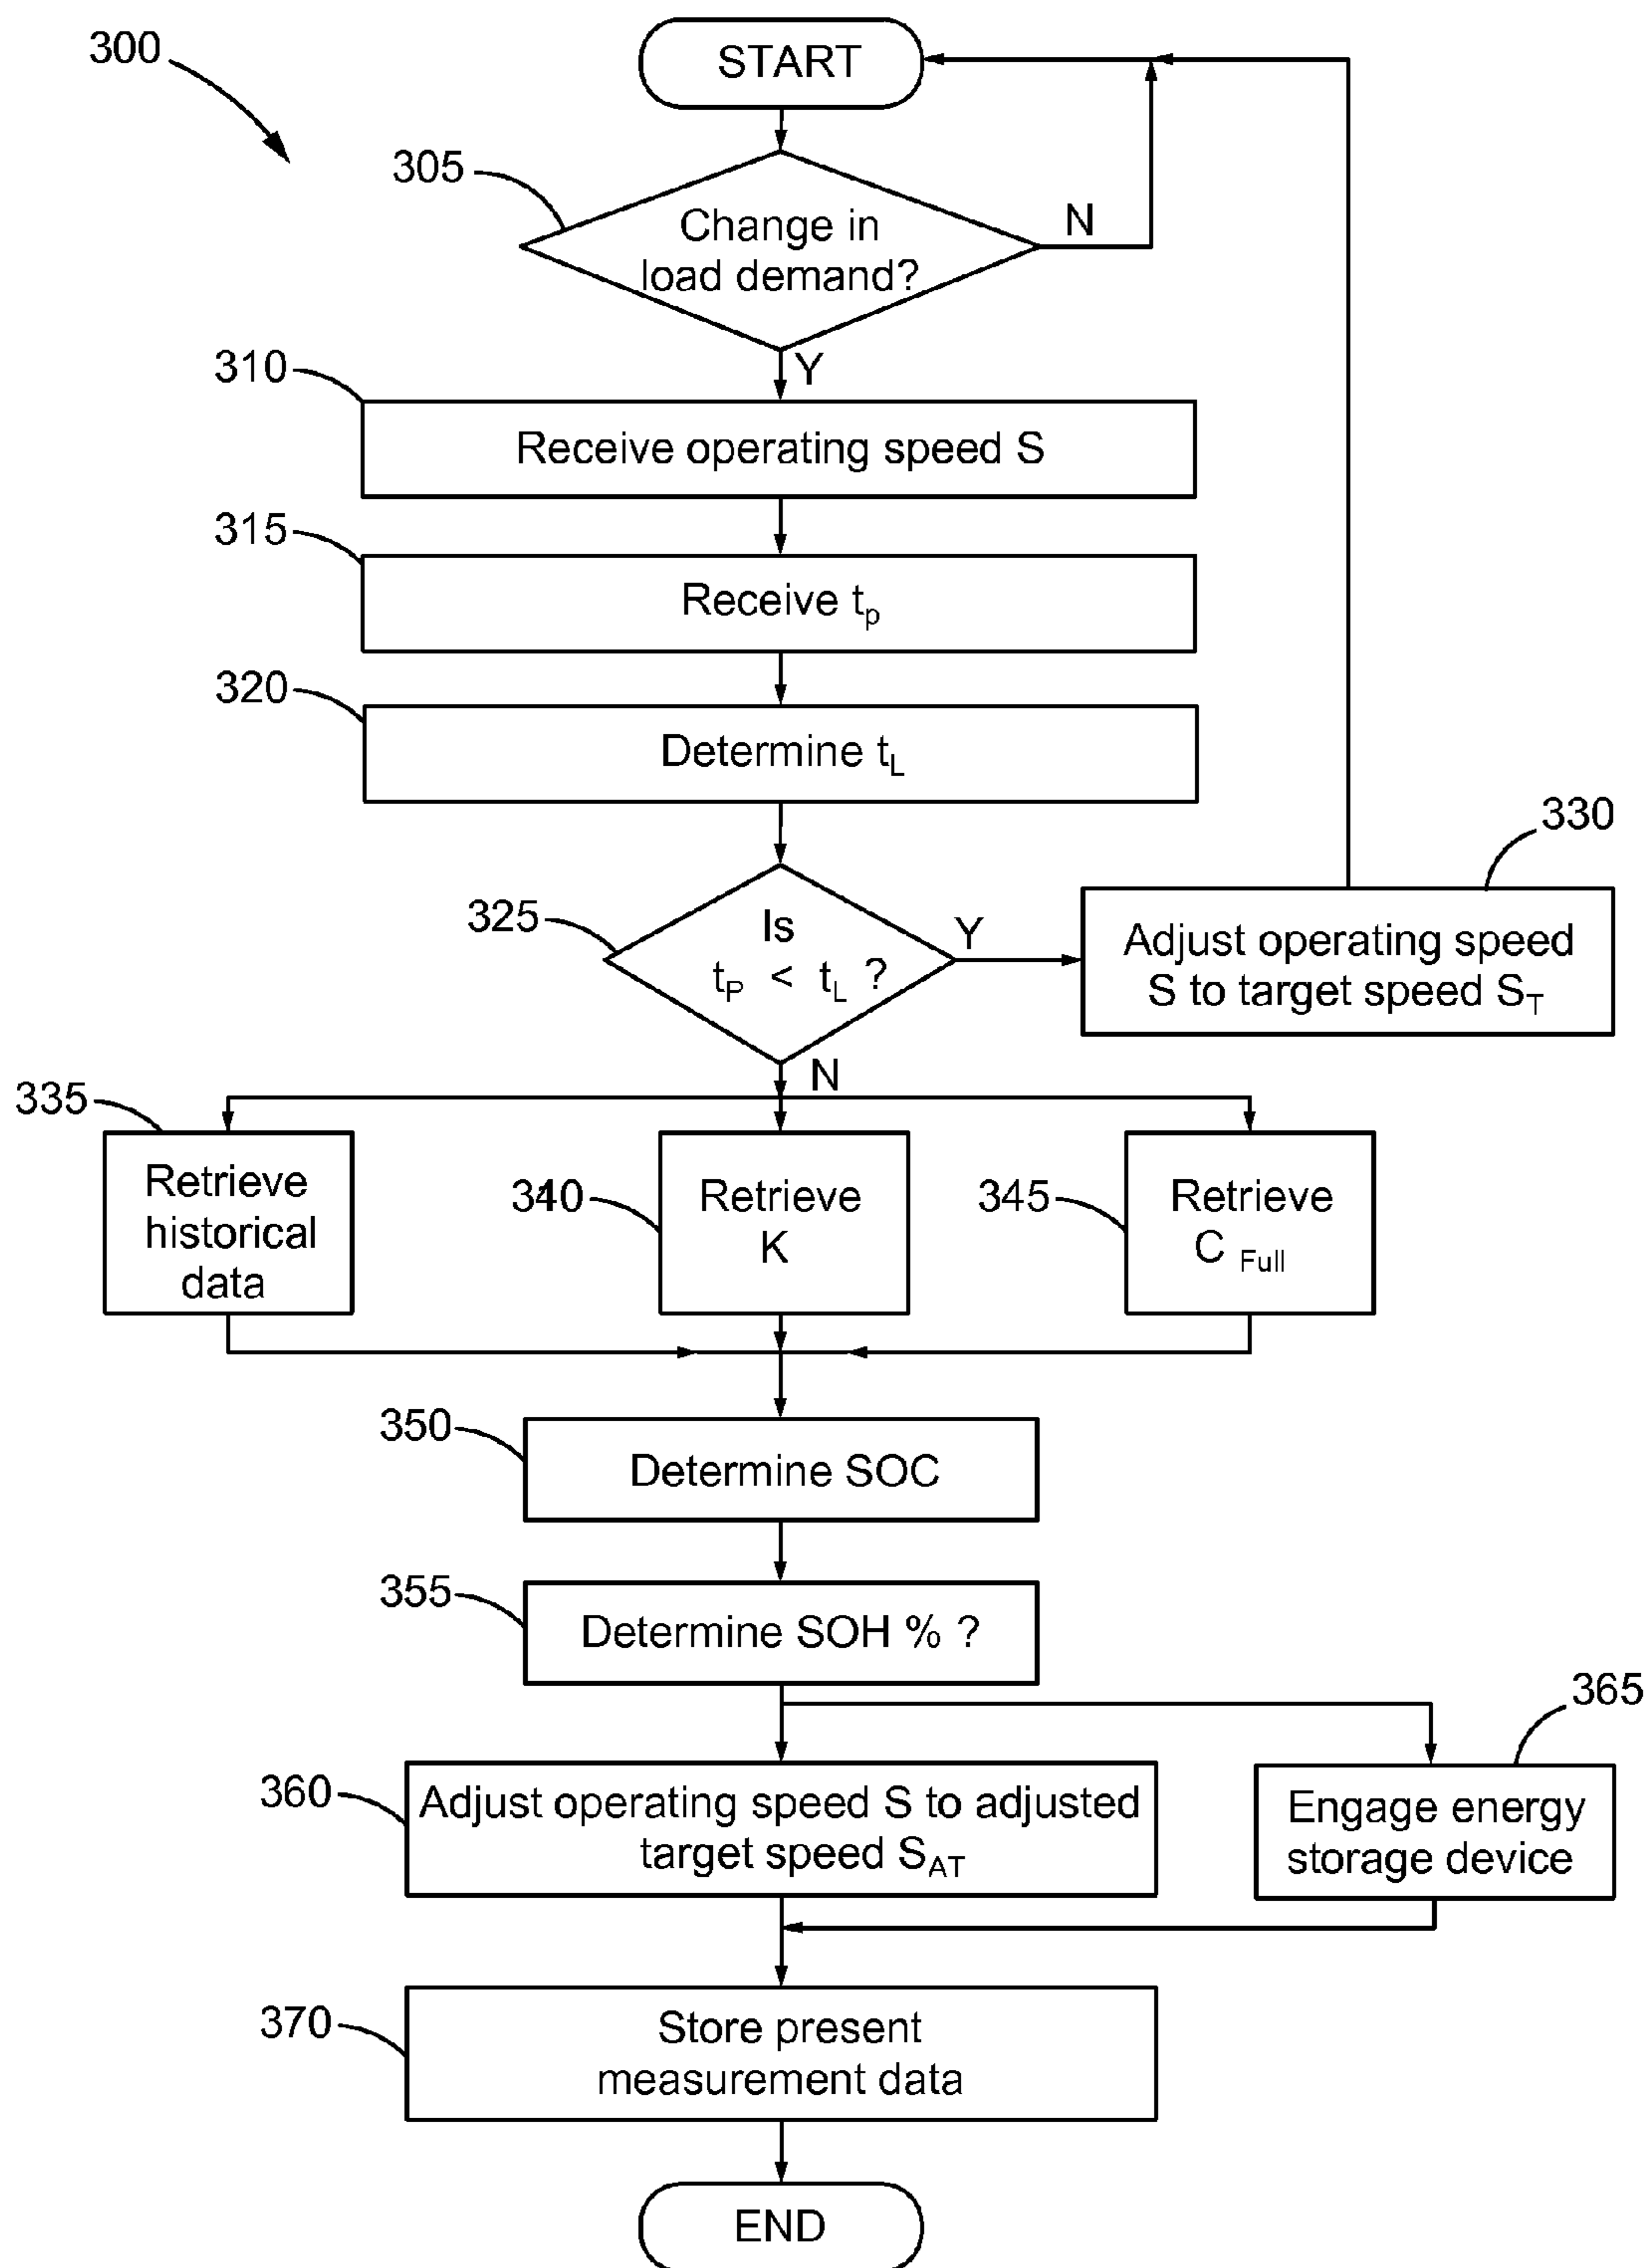 300
START
305
Change in
load demand?
N
Y
310
Receive operating speed S
315
Receive tp
320
Determine tL
325
Is
tP < tL ?
Y
330
Adjust operating speed
S to target speed ST
N
335
Retrieve
historical
data
340
Retrieve
K
345
Retrieve
C Full
350
Determine SOC
355
Determine SOH % ?
360
Adjust operating speed S to adjusted
target speed SAT
365
Engage energy
storage device
370
Store present
measurement data
END